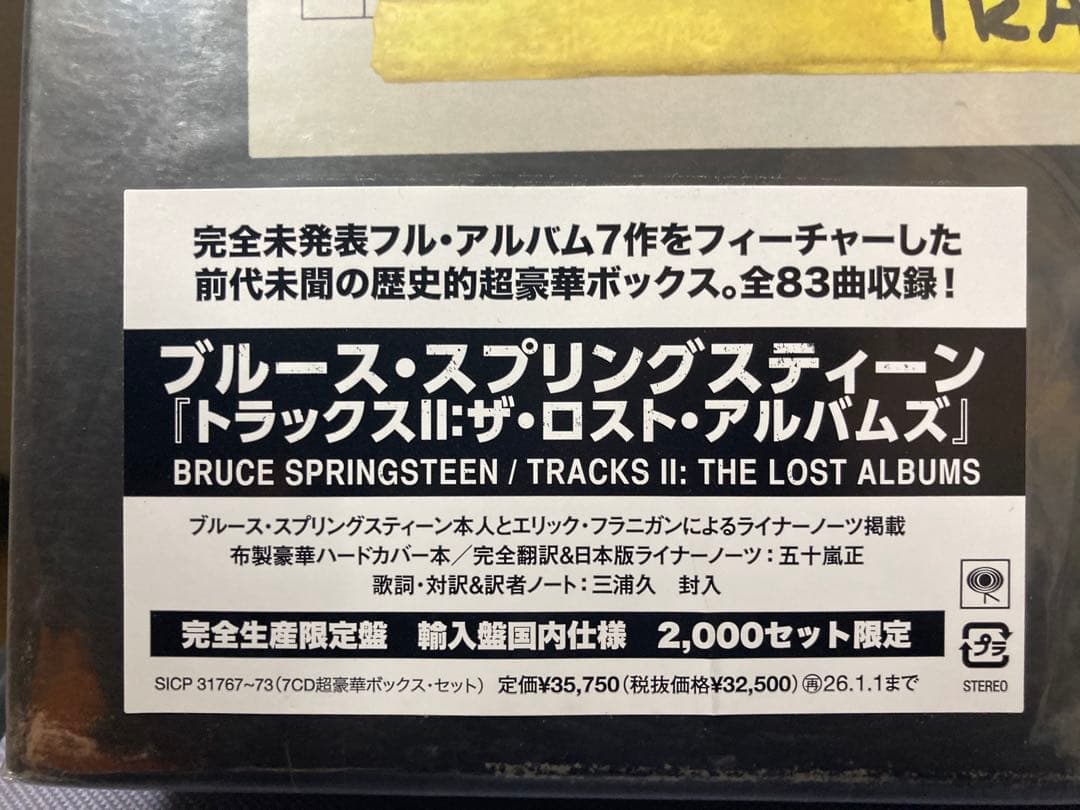 TRA
完全未発表フル・アルバム7作をフィーチャーした
前代未聞の歴史的超豪華ボックス。全83曲収録!
ブルース・スプリングスティーン
『トラックスII:ザ・ロスト・アルバムズ』
BRUCE SPRINGSTEEN / TRACKS II: THE LOST ALBUMS
ブルース・スプリングスティーン本人とエリック・フラニガンによるライナーノーツ掲載
布製豪華ハードカバー本／完全翻訳&日本版ライナーノーツ：五十嵐正
歌詞・対訳&訳者ノート：三浦久　封入
完全生産限定盤　輸入盤国内仕様　2,000セット限定
プラ
SICP 31767~73(7CD超豪華ボックス・セット) 定価¥35,750(税抜価格¥32,500) ㊥26.1.1まで
STEREO